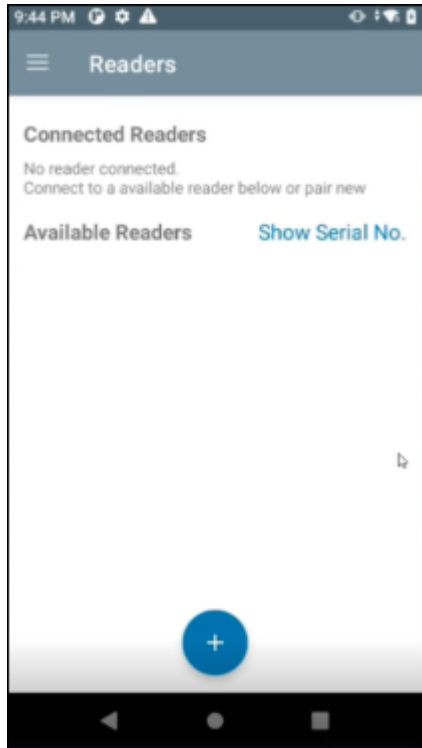 9:44 PM
Readers
Connected Readers
No reader connected.
Connect to a available reader below or pair new
Available Readers
Show Serial No.
+